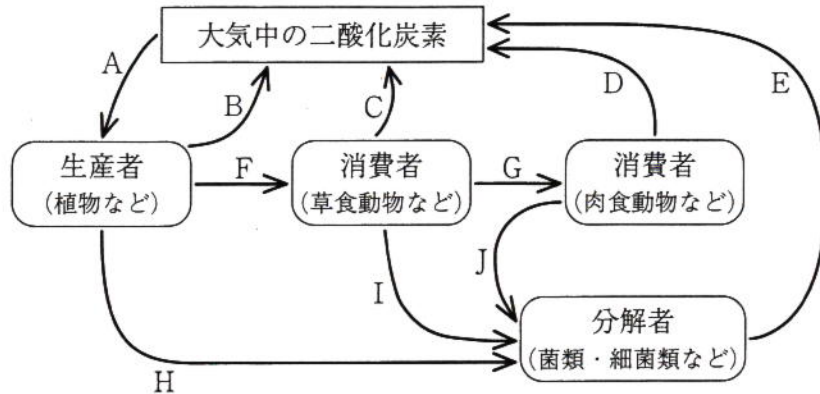 大気中の二酸化炭素
A
B
C
D
E
生産者
(植物など)
F
消費者
(草食動物など)
G
消費者
(肉食動物など)
H
I
J
分解者
(菌類・細菌類など)